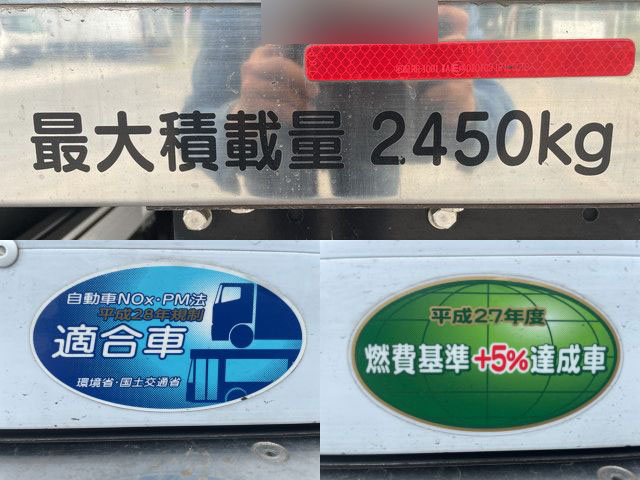 最大積載量 2450kg
自動車NOx・PM法
平成28年規制
適合車
環境省・国土交通省
平成27年度
燃費基準+5%達成車